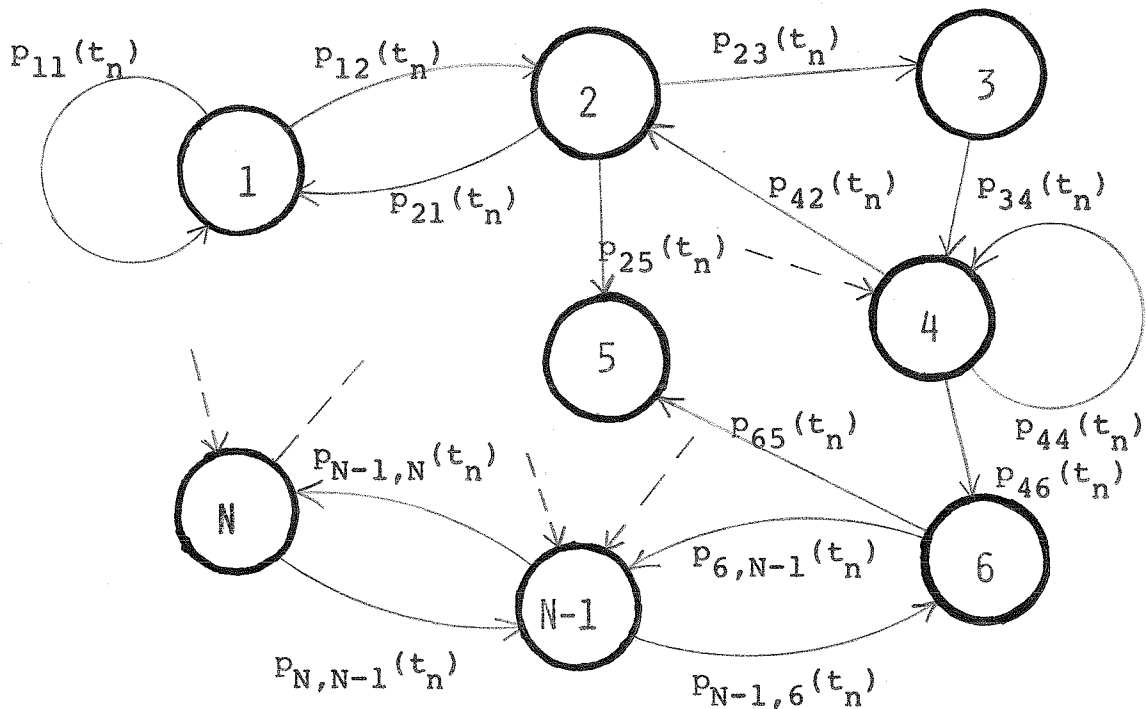 p11(tn)
p12(tn)
p23(tn)
2
3
1
p21(tn)
p42(tn)
p34(tn)
p25(tn)
4
5
p65(tn)
p44(tn)
p46(tn)
pN-1,N(tn)
N
p6,N-1(tn)
6
N-1
pN,N-1(tn)
pN-1,6(tn)